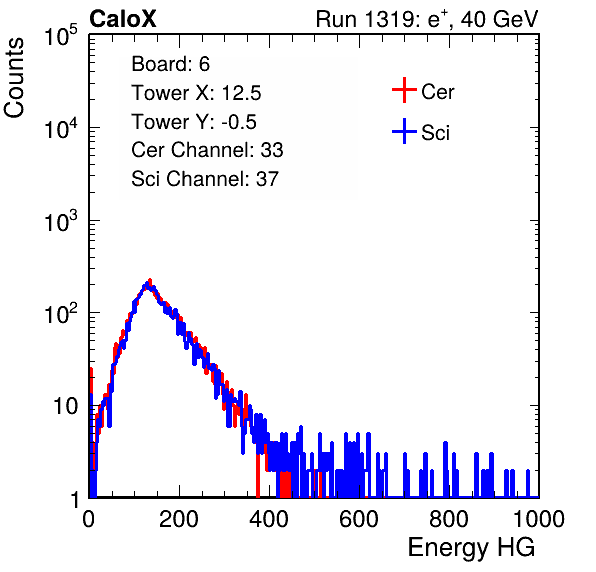 CaloX Run 1319: e⁺, 40 GeV
Counts
10⁵
10⁴
10³
10²
10
1
Board: 6
Tower X: 12.5
Tower Y: -0.5
Cer Channel: 33
Sci Channel: 37
Cer
Sci
0 200 400 600 800 1000
Energy HG